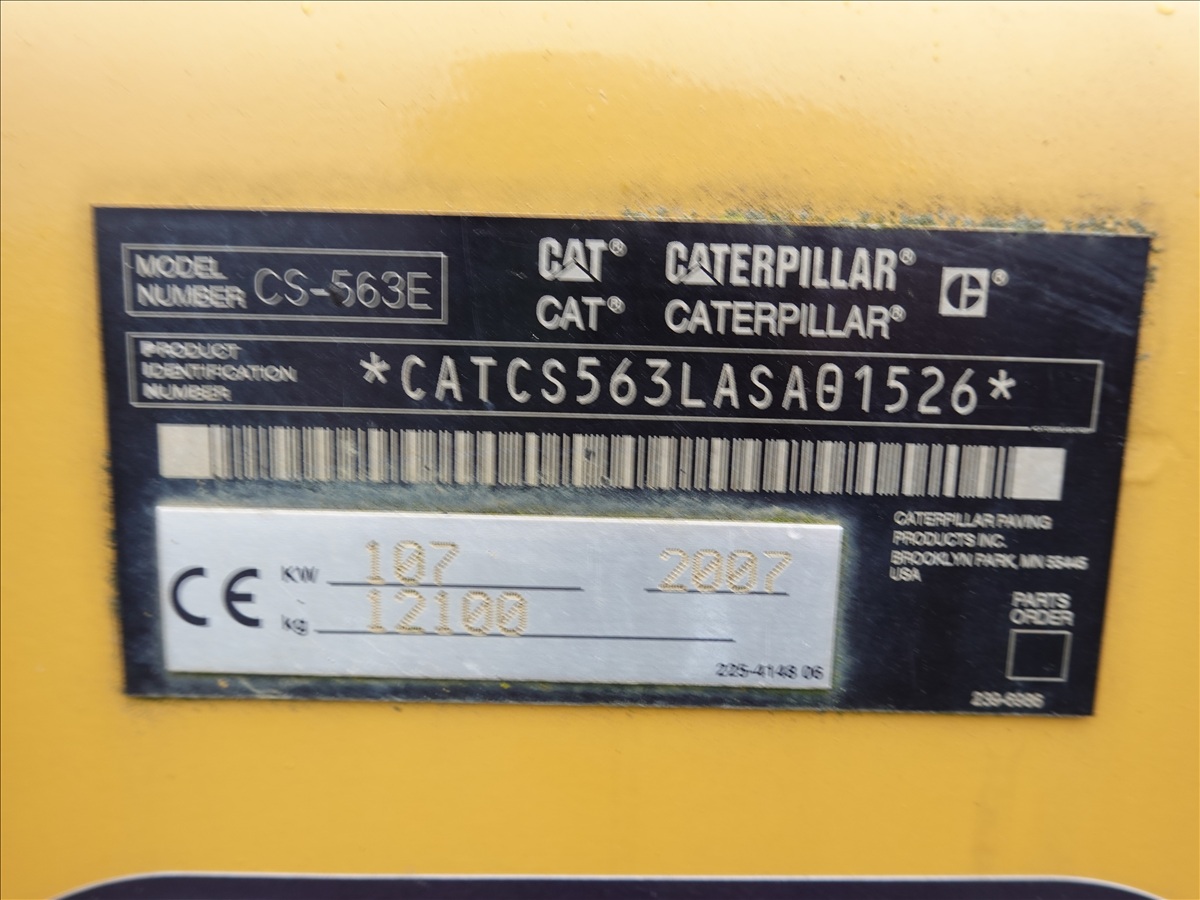 MODEL
NUMBER CS-563E
CAT® CATERPILLAR® ®
CAT® CATERPILLAR®
PRODUCT
IDENTIFICATION
NUMBER
*CATCS563LASA01526*
CATERPILLAR PAVING
PRODUCTS INC.
BROOKLYN PARK, MN 55445
USA
CE
KW 107 2007
kg 12100
225-4148 06
PARTS
ORDER